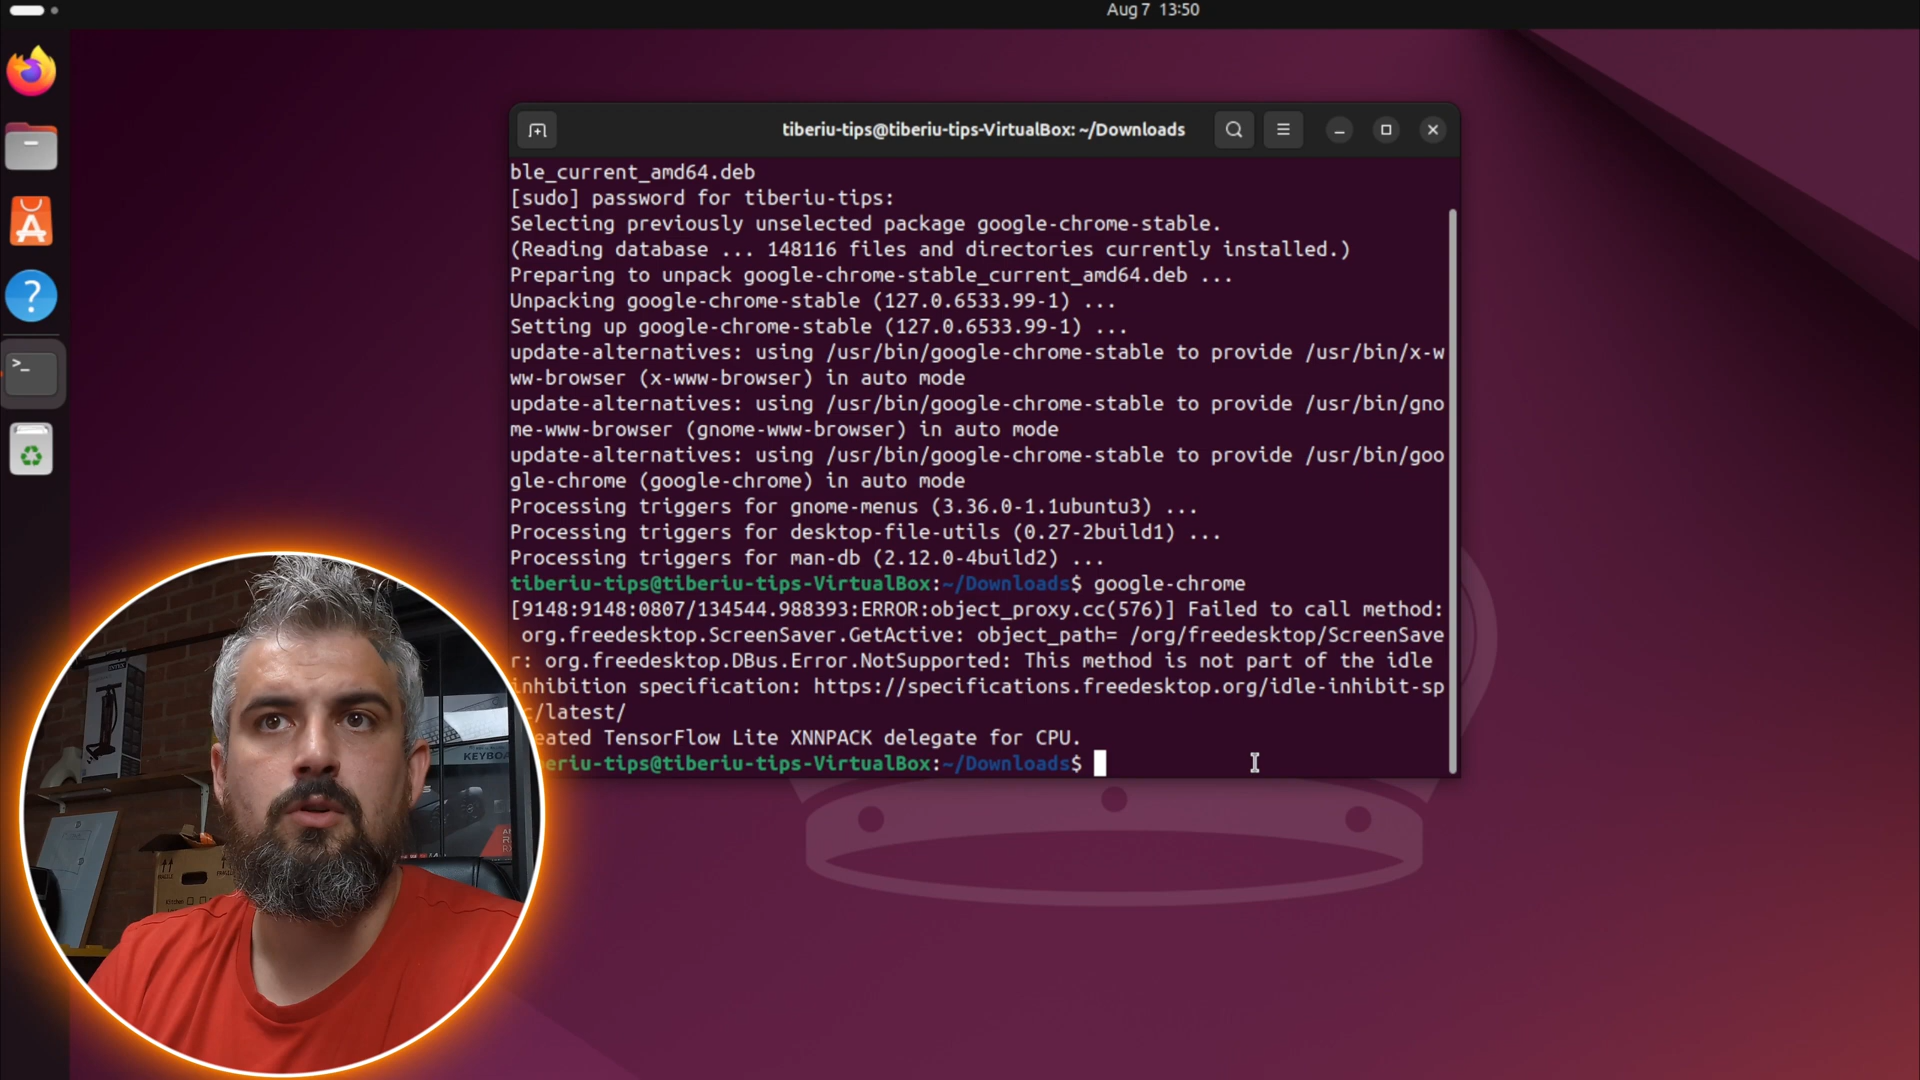 Aug 7 13:50
tiberiu-tips@tiberiu-tips-VirtualBox: ~/Downloads
ble_current_amd64.deb
[sudo] password for tiberiu-tips:
Selecting previously unselected package google-chrome-stable.
(Reading database ... 148116 files and directories currently installed.)
Preparing to unpack google-chrome-stable_current_amd64.deb ...
Unpacking google-chrome-stable (127.0.6533.99-1) ...
Setting up google-chrome-stable (127.0.6533.99-1) ...
update-alternatives: using /usr/bin/google-chrome-stable to provide /usr/bin/x-w
ww-browser (x-www-browser) in auto mode
update-alternatives: using /usr/bin/google-chrome-stable to provide /usr/bin/gno
me-www-browser (gnome-www-browser) in auto mode
update-alternatives: using /usr/bin/google-chrome-stable to provide /usr/bin/goo
gle-chrome (google-chrome) in auto mode
Processing triggers for gnome-menus (3.36.0-1.1ubuntu3) ...
Processing triggers for desktop-file-utils (0.27-2build1) ...
Processing triggers for man-db (2.12.0-4build2) ...
tiberiu-tips@tiberiu-tips-VirtualBox:~/Downloads$ google-chrome
[9148:9148:0807/134544.988393:ERROR:object_proxy.cc(576)] Failed to call method:
org.freedesktop.ScreenSaver.GetActive: object_path= /org/freedesktop/ScreenSave
r: org.freedesktop.DBus.Error.NotSupported: This method is not part of the idle
inhibition specification: https://specifications.freedesktop.org/idle-inhibit-sp
c/latest/
eated TensorFlow Lite XNNPACK delegate for CPU.
eriu-tips@tiberiu-tips-VirtualBox:~/Downloads$
KEYBO